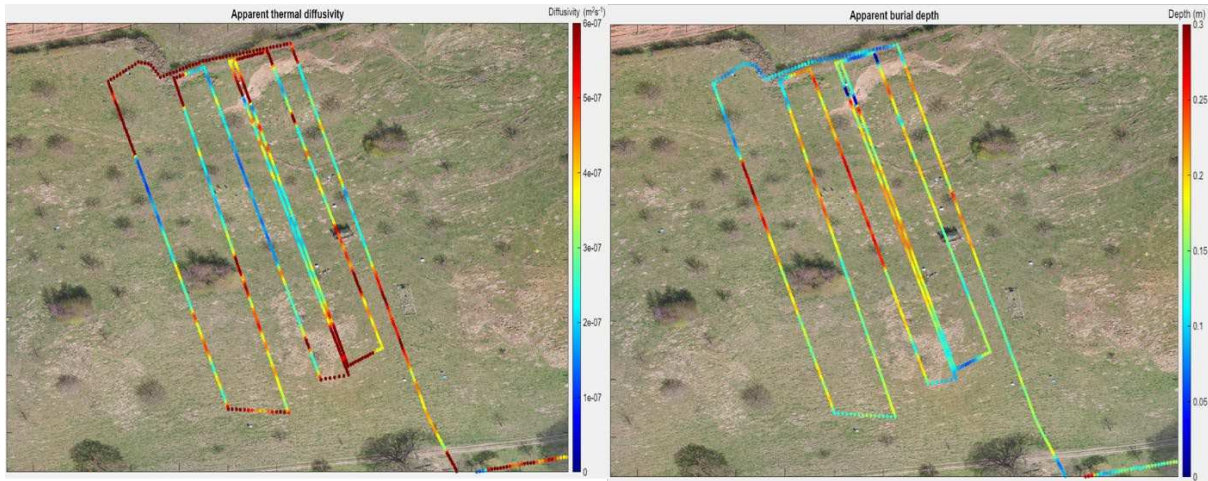 Apparent thermal diffusivity
Diffusivity (m²s⁻¹)
6e-07
5e-07
4e-07
3e-07
2e-07
1e-07
0
Apparent burial depth
Depth (m)
0.3
0.25
0.2
0.15
0.1
0.05
0